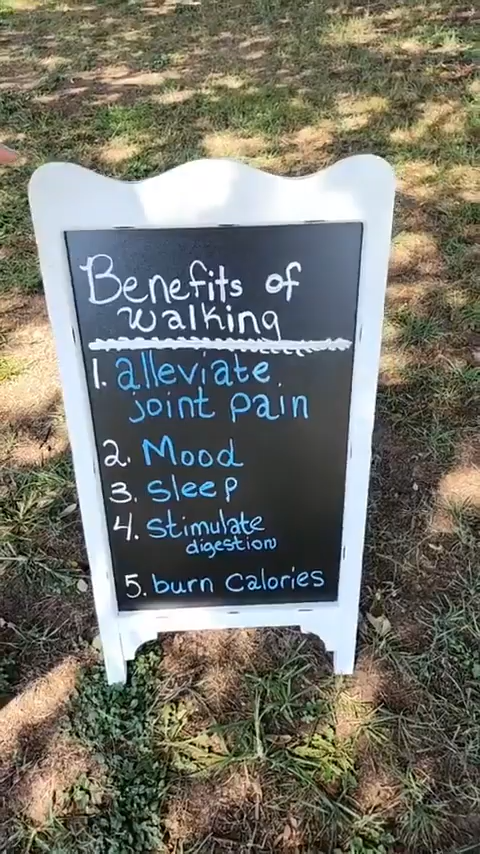 Benefits of
walking
1. alleviate
joint pain
2. Mood
3. Sleep
4. Stimulate
digestion
5. burn Calories